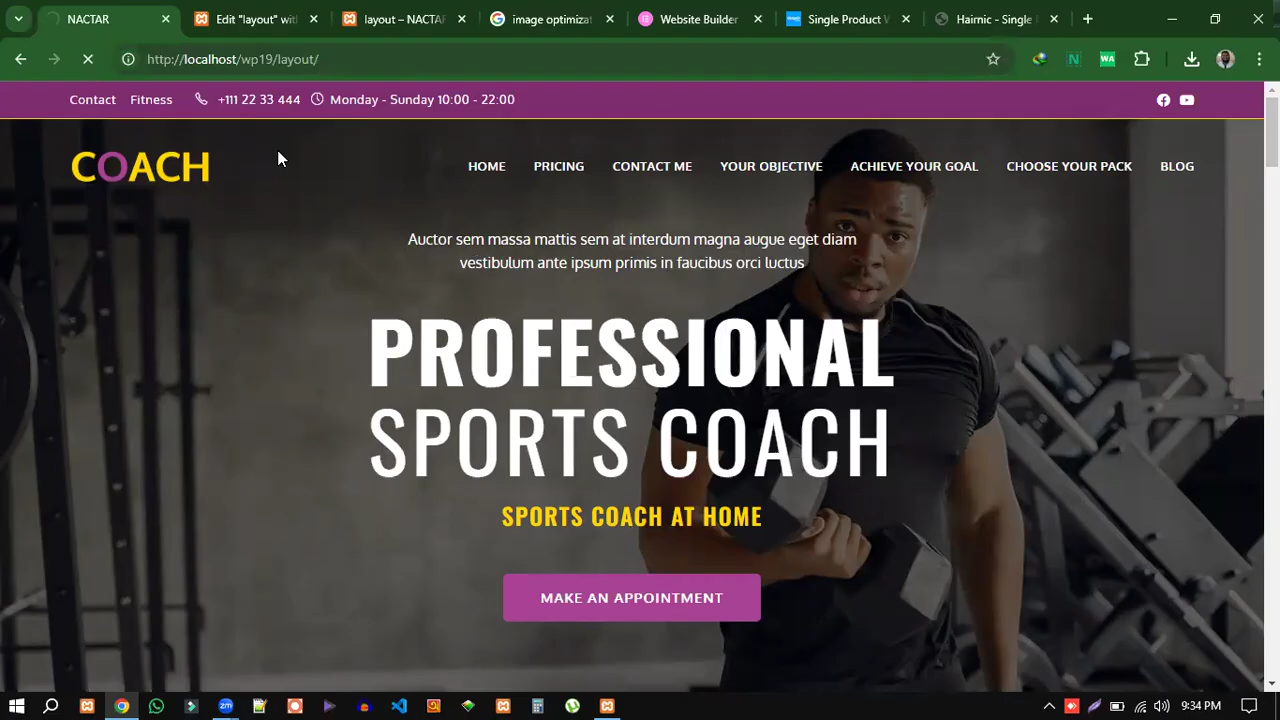 NACTAR
Edit "layout" wit
layout – NACTAR
image optimizat
Website Builder
Single Product W
Hairnic - Single
http://localhost/wp19/layout/
Contact Fitness +111 22 33 444 Monday - Sunday 10:00 - 22:00
COACH
HOME PRICING CONTACT ME YOUR OBJECTIVE ACHIEVE YOUR GOAL CHOOSE YOUR PACK BLOG
Auctor sem massa mattis sem at interdum magna augue eget diam
vestibulum ante ipsum primis in faucibus orci luctus
PROFESSIONAL
SPORTS COACH
SPORTS COACH AT HOME
MAKE AN APPOINTMENT
9:34 PM